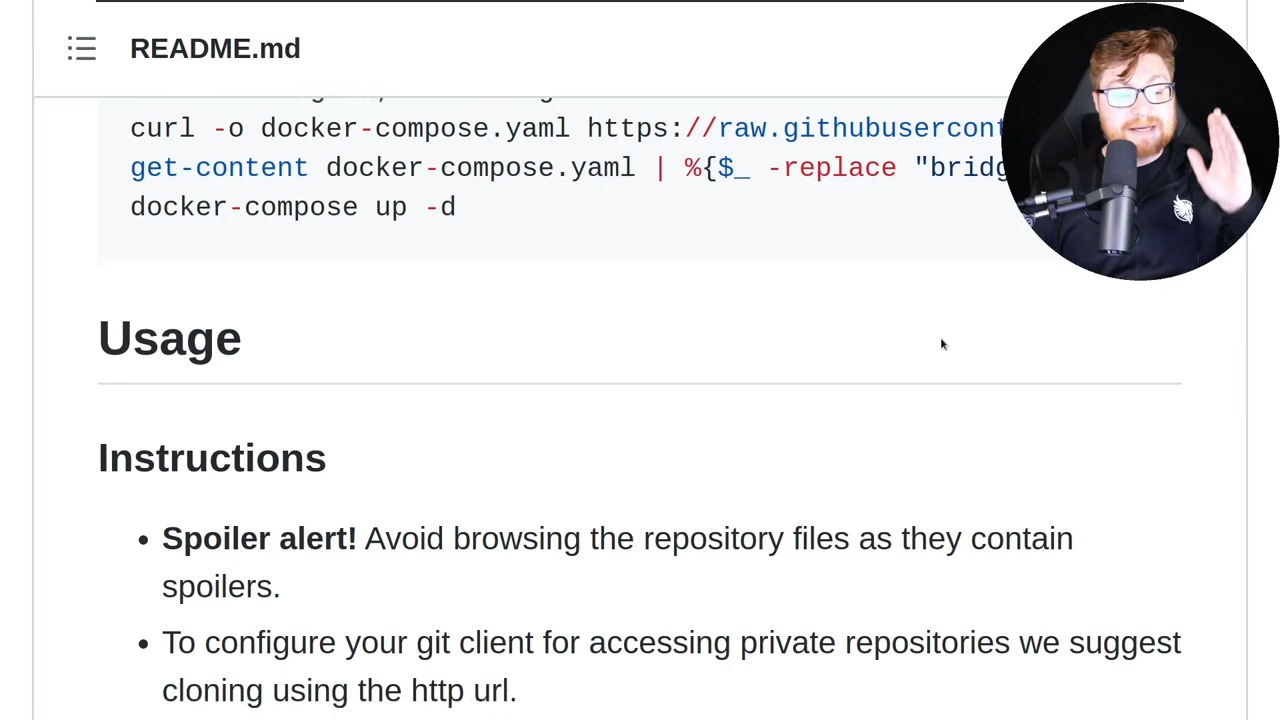 README.md
curl -o docker-compose.yaml https://raw.githubusercont
get-content docker-compose.yaml | %{$_ -replace "bridg
docker-compose up -d
Usage
Instructions
• Spoiler alert! Avoid browsing the repository files as they contain
spoilers.
• To configure your git client for accessing private repositories we suggest
cloning using the http url.